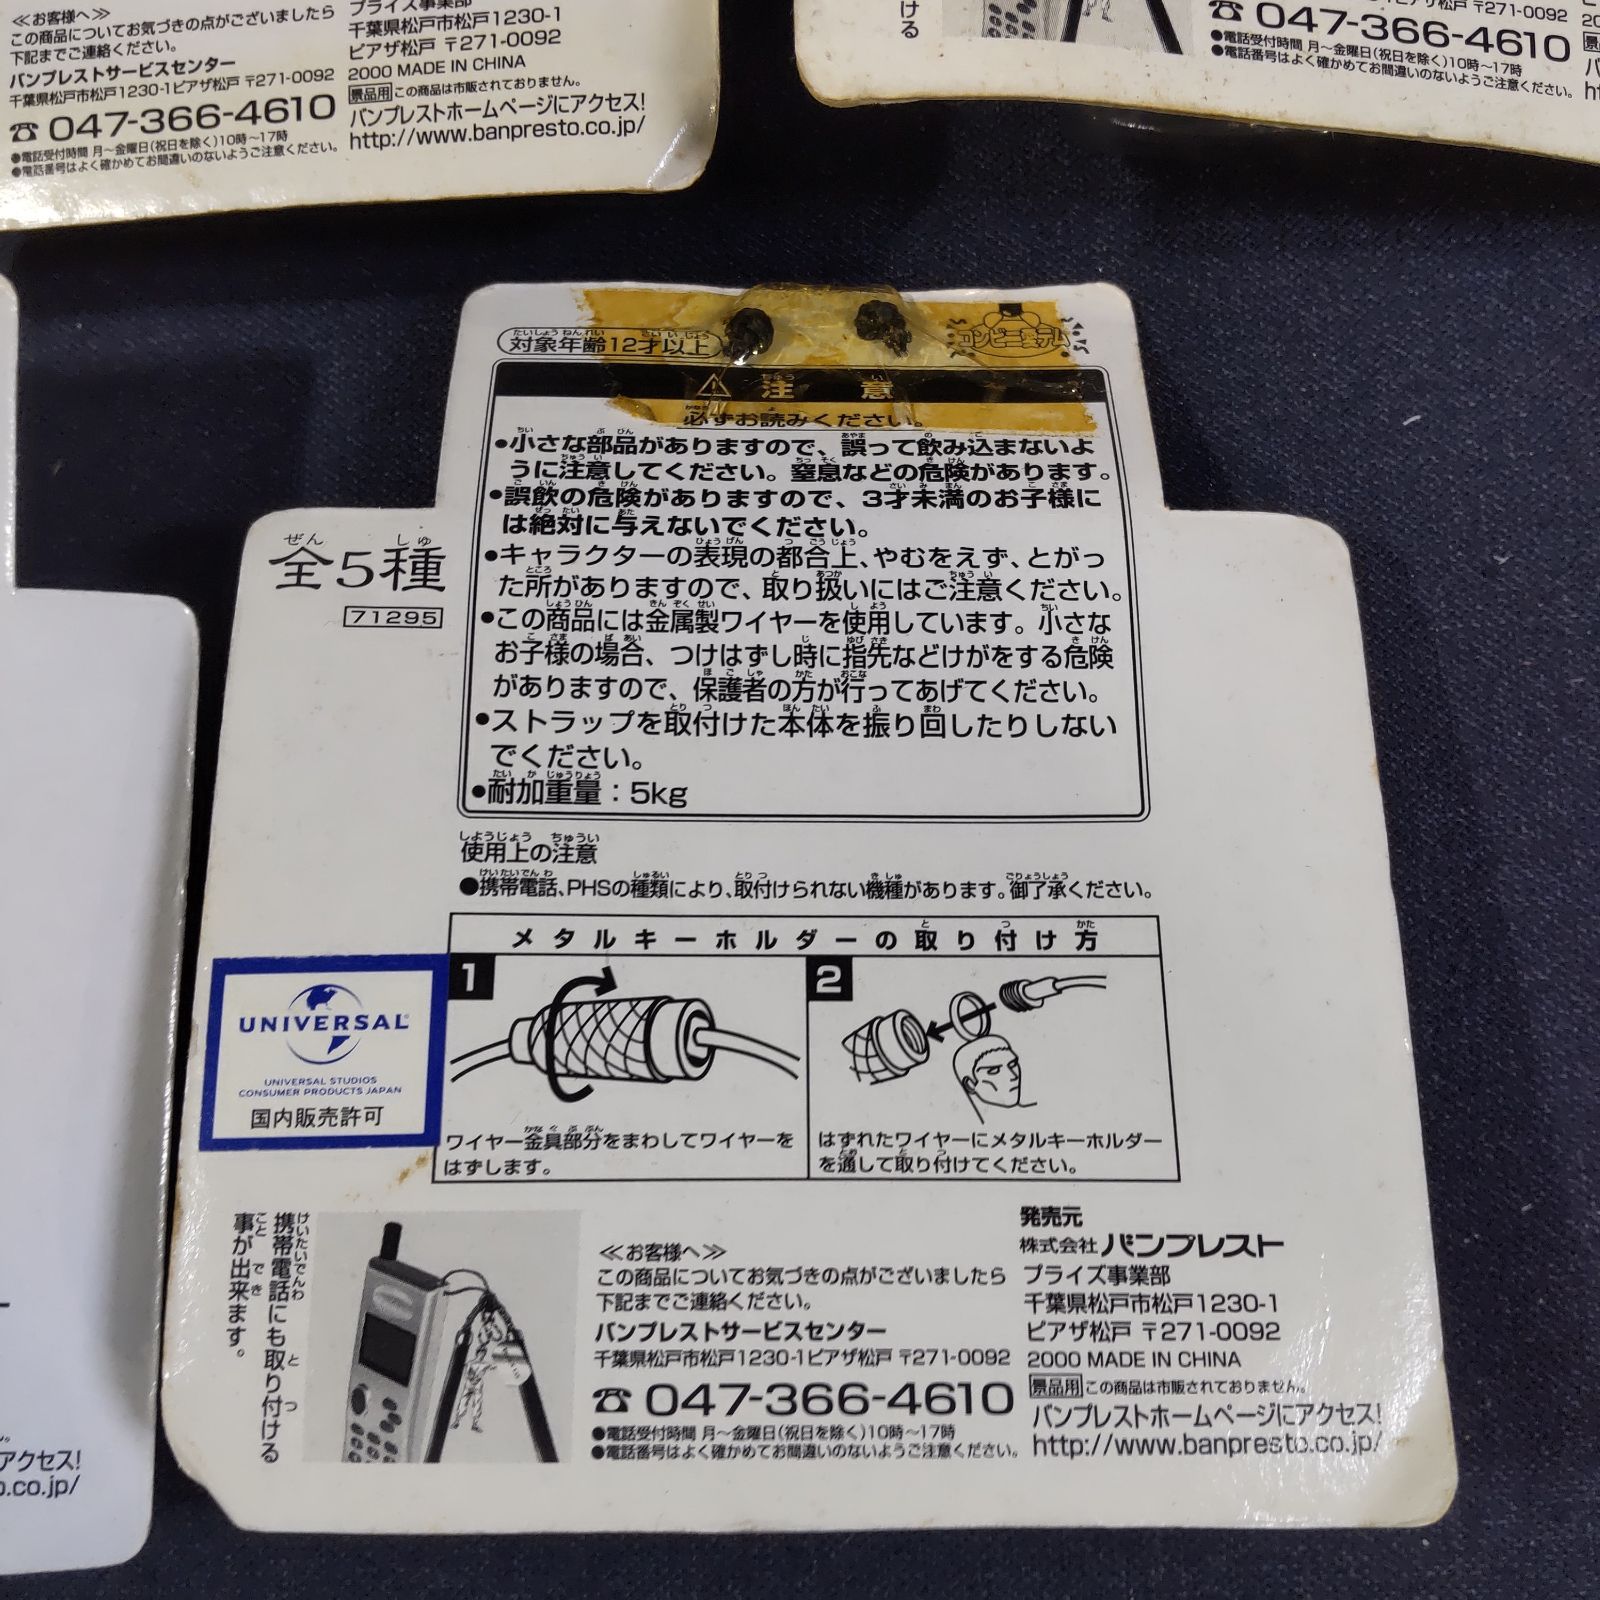 ≪お客様へ≫
この商品についてお気づきの点がございましたら
下記までご連絡ください。
バンプレストサービスセンター
千葉県松戸市松戸1230-1ピアザ松戸 〒271-0092
☎ 047-366-4610
●電話受付時間 月〜金曜日(祝日を除く)10時〜17時
●電話番号はよく確かめてお間違いのないようご注意ください。
プライズ事業部
千葉県松戸市松戸1230-1
ピアザ松戸 〒271-0092
2000 MADE IN CHINA
景品用 この商品は市販されておりません。
バンプレストホームページにアクセス!
http://www.banpresto.co.jp/
ける
☎ 047-366-4610
●電話受付時間 月〜金曜日(祝日を除く)10時〜17時
●電話番号はよく確かめてお間違いのないようご注意ください。
対象年齢12才以上
コンビニ変テム
⚠ 注意
必ずお読みください。
●小さな部品がありますので、誤って飲み込まないよ
うに注意してください。窒息などの危険があります。
●誤飲の危険がありますので、3才未満のお子様に
は絶対に与えないでください。
●キャラクターの表現の都合上、やむをえず、とがっ
た所がありますので、取り扱いにはご注意ください。
●この商品には金属製ワイヤーを使用しています。小さな
お子様の場合、つけはずし時に指先などけがをする危険
がありますので、保護者の方が行ってあげてください。
●ストラップを取付けた本体を振り回したりしない
でください。
●耐加重量:5kg
全5種
71295
使用上の注意
●携帯電話、PHSの種類により、取付けられない機種があります。御了承ください。
メタルキーホルダーの取り付け方
1
ワイヤー金具部分をまわしてワイヤーを
はずします。
2
はずれたワイヤーにメタルキーホルダー
を通して取り付けてください。
UNIVERSAL
UNIVERSAL STUDIOS
CONSUMER PRODUCTS JAPAN
国内販売許可
携帯電話にも取り付ける
事が出来ます。
≪お客様へ≫
この商品についてお気づきの点がございましたら
下記までご連絡ください。
バンプレストサービスセンター
千葉県松戸市松戸1230-1ピアザ松戸 〒271-0092
☎ 047-366-4610
●電話受付時間 月〜金曜日(祝日を除く)10時〜17時
●電話番号はよく確かめてお間違いのないようご注意ください。
発売元
株式会社 バンプレスト
プライズ事業部
千葉県松戸市松戸1230-1
ピアザ松戸 〒271-0092
2000 MADE IN CHINA
景品用 この商品は市販されておりません。
バンプレストホームページにアクセス!
http://www.banpresto.co.jp/
アクセス!
.co.jp/